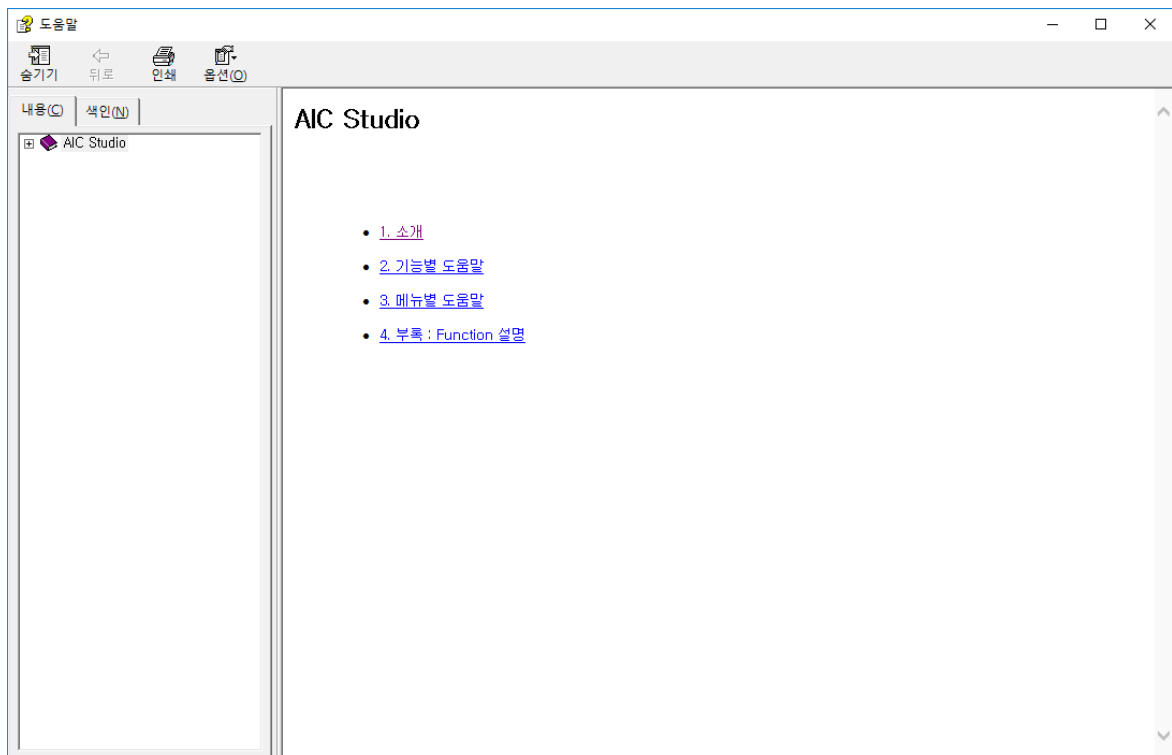 도움말
숨기기 뒤로 인쇄 옵션(O)
내용(C) 색인(N)
AIC Studio
AIC Studio
1. 소개
2. 기능별 도움말
3. 메뉴별 도움말
4. 부록 : Function 설명